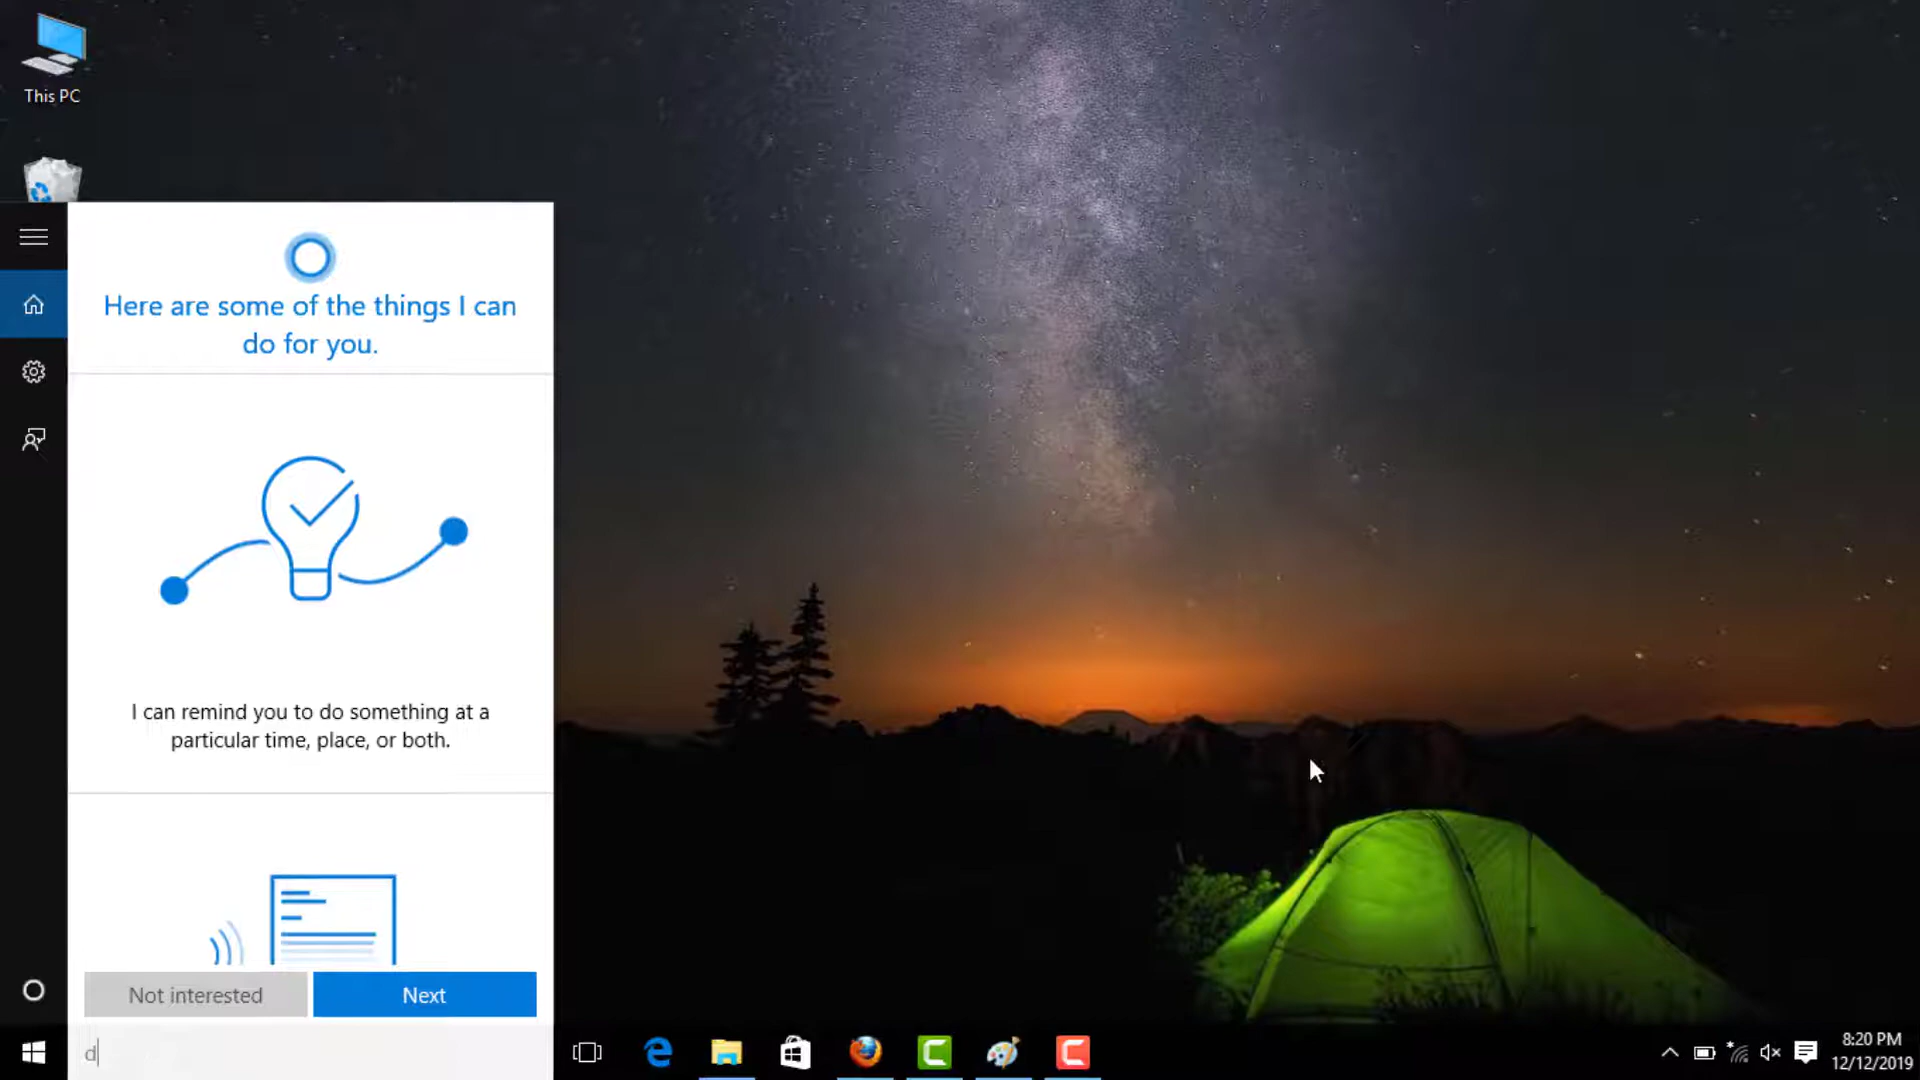 This PC
Here are some of the things I can
do for you.
I can remind you to do something at a
particular time, place, or both.
Not interested
Next
d
8:20 PM
12/12/2019